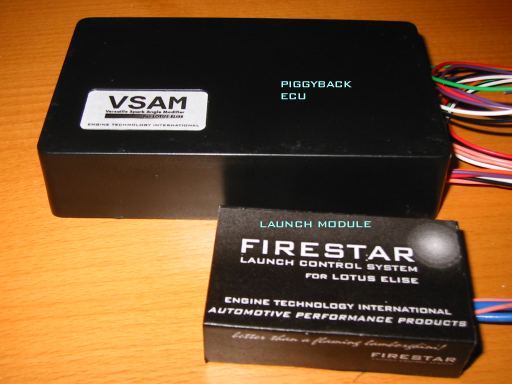 PIGGYBACK
ECU
VSAM
Versatile Spark Angle Modifier
LOTUS ELISE
ENGINE TECHNOLOGY INTERNATIONAL
LAUNCH MODULE
FIRESTAR
LAUNCH CONTROL SYSTEM
FOR LOTUS ELISE
ENGINE TECHNOLOGY INTERNATIONAL
AUTOMOTIVE PERFORMANCE PRODUCTS
better than a flaming lamborghini!
FIRESTAR